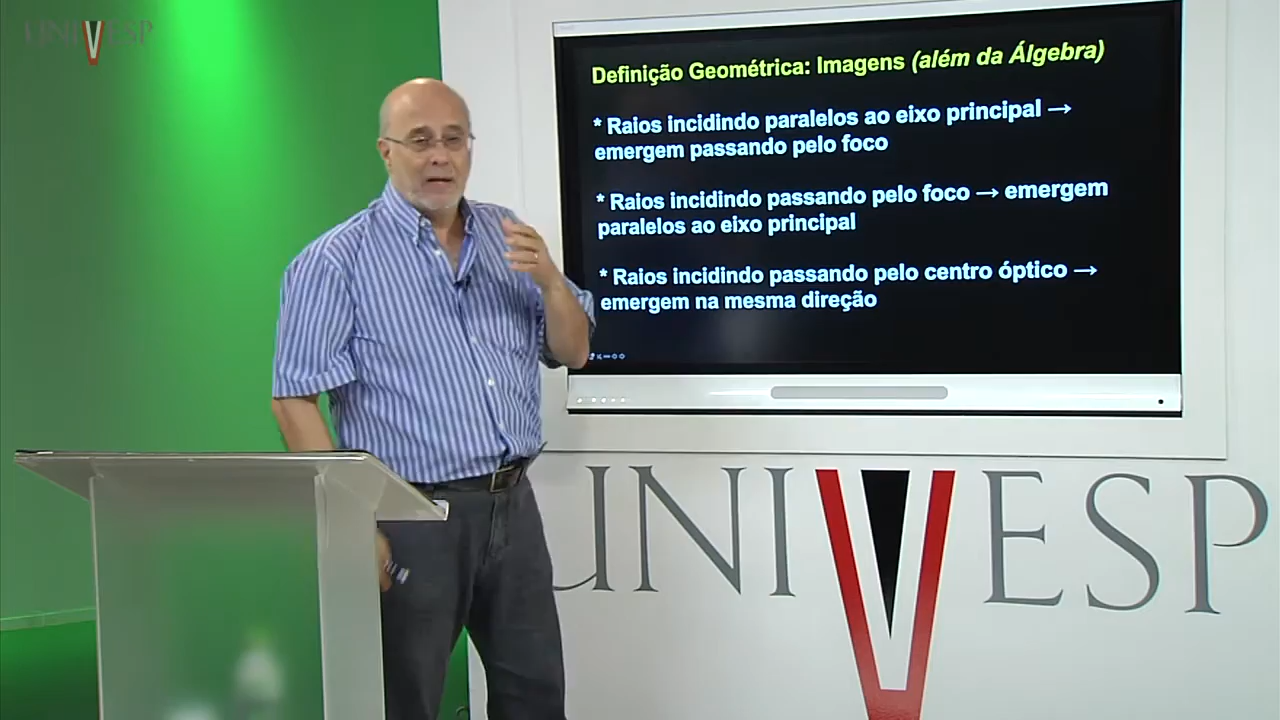 UNIVESP
Definição Geométrica: Imagens (além da Álgebra)
* Raios incidindo paralelos ao eixo principal →
emergem passando pelo foco
* Raios incidindo passando pelo foco → emergem
paralelos ao eixo principal
* Raios incidindo passando pelo centro óptico →
emergem na mesma direção
UNIVESP